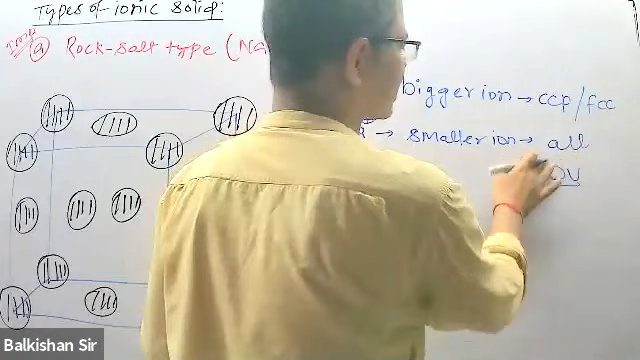 Types of ionic solid:
Imp (a) Rock-salt type (Na
bigger ion → CCP/fcc
→ smaller ion → all
OV
Balkishan Sir